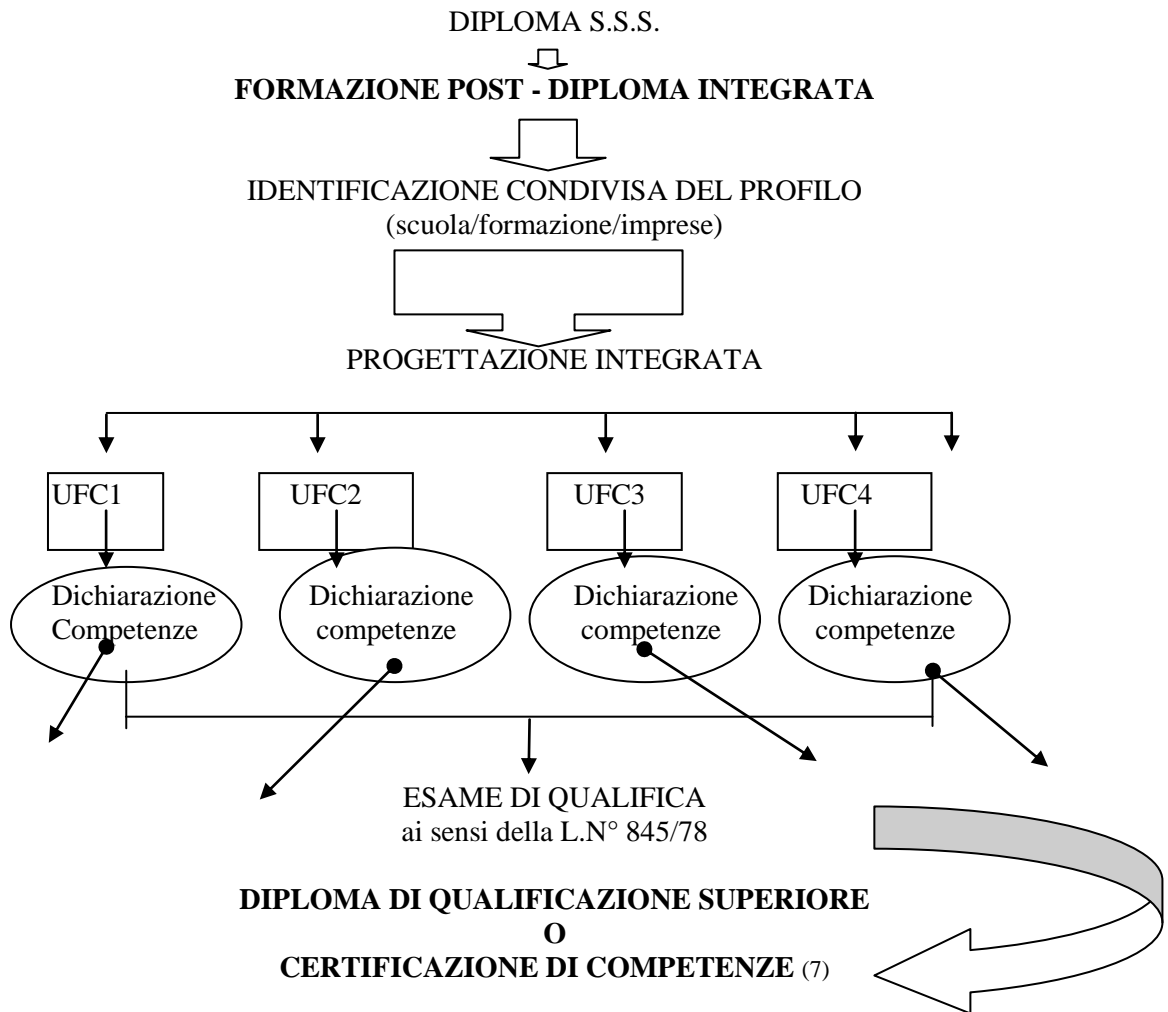 DIPLOMA S.S.S.
FORMAZIONE POST - DIPLOMA INTEGRATA
IDENTIFICAZIONE CONDIVISA DEL PROFILO
(scuola/formazione/imprese)
PROGETTAZIONE INTEGRATA
UFC1
UFC2
UFC3
UFC4
Dichiarazione
Competenze
Dichiarazione
competenze
Dichiarazione
competenze
Dichiarazione
competenze
ESAME DI QUALIFICA
ai sensi della L.N° 845/78
DIPLOMA DI QUALIFICAZIONE SUPERIORE
O
CERTIFICAZIONE DI COMPETENZE (7)